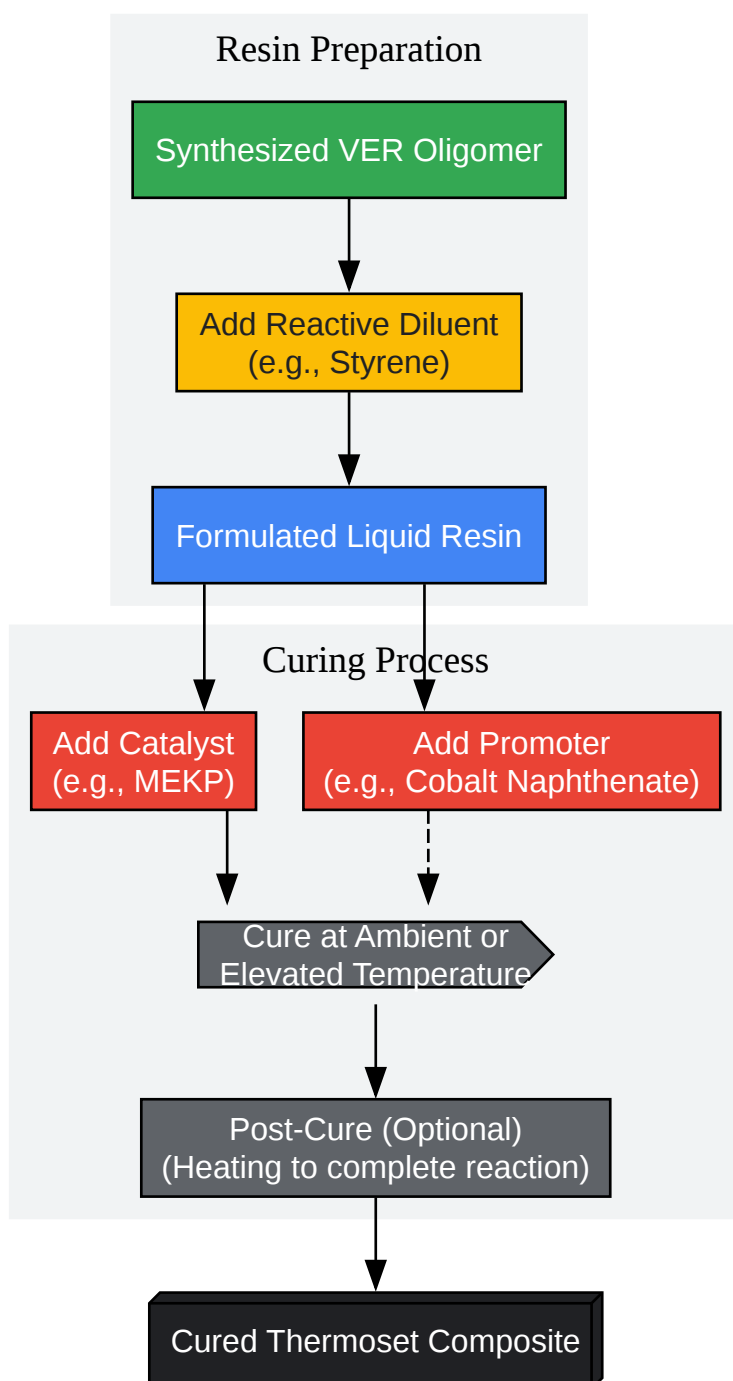 Resin Preparation
Synthesized VER Oligomer
Add Reactive Diluent
(e.g., Styrene)
Formulated Liquid Resin
Curing Process
Add Catalyst
(e.g., MEKP)
Add Promoter
(e.g., Cobalt Naphthenate)
Cure at Ambient or
Elevated Temperature
Post-Cure (Optional)
(Heating to complete reaction)
Cured Thermoset Composite